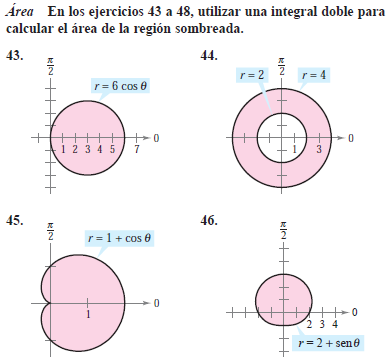 Área En los ejercicios 43 a 48, utilizar una integral doble para
calcular el área de la región sombreada.
43.
π/2
r = 6 cos θ
0
1 2 3 4 5 7
44.
π/2
r = 2
r = 4
0
1 3
45.
π/2
r = 1 + cos θ
0
1
46.
π/2
0
2 3 4
r = 2 + sen θ